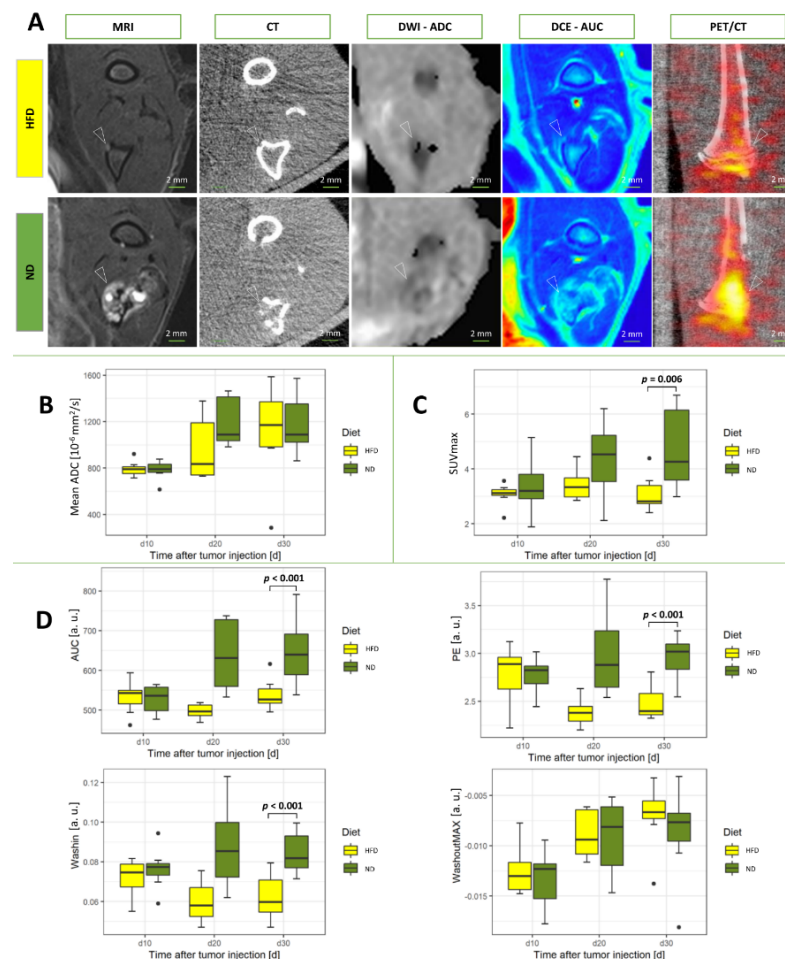 A
MRI
CT
DWI - ADC
DCE - AUC
PET/CT
HFD
2 mm
2 mm
2 mm
2 mm
2 mm
ND
2 mm
2 mm
2 mm
2 mm
2 mm
B
Mean ADC [10-6 mm2/s]
1600
1200
800
400
d10
d20
d30
Time after tumor injection [d]
Diet
HFD
ND
C
SUVmax
6
4
2
p = 0.006
d10
d20
d30
Time after tumor injection [d]
Diet
HFD
ND
D
AUC [a. u.]
800
700
600
500
p < 0.001
d10
d20
d30
Time after tumor injection [d]
Diet
HFD
ND
PE [a. u.]
3.5
3.0
2.5
p < 0.001
d10
d20
d30
Time after tumor injection [d]
Diet
HFD
ND
Washin [a. u.]
0.12
0.10
0.08
0.06
p < 0.001
d10
d20
d30
Time after tumor injection [d]
Diet
HFD
ND
WashoutMAX [a. u.]
-0.005
-0.010
-0.015
d10
d20
d30
Time after tumor injection [d]
Diet
HFD
ND